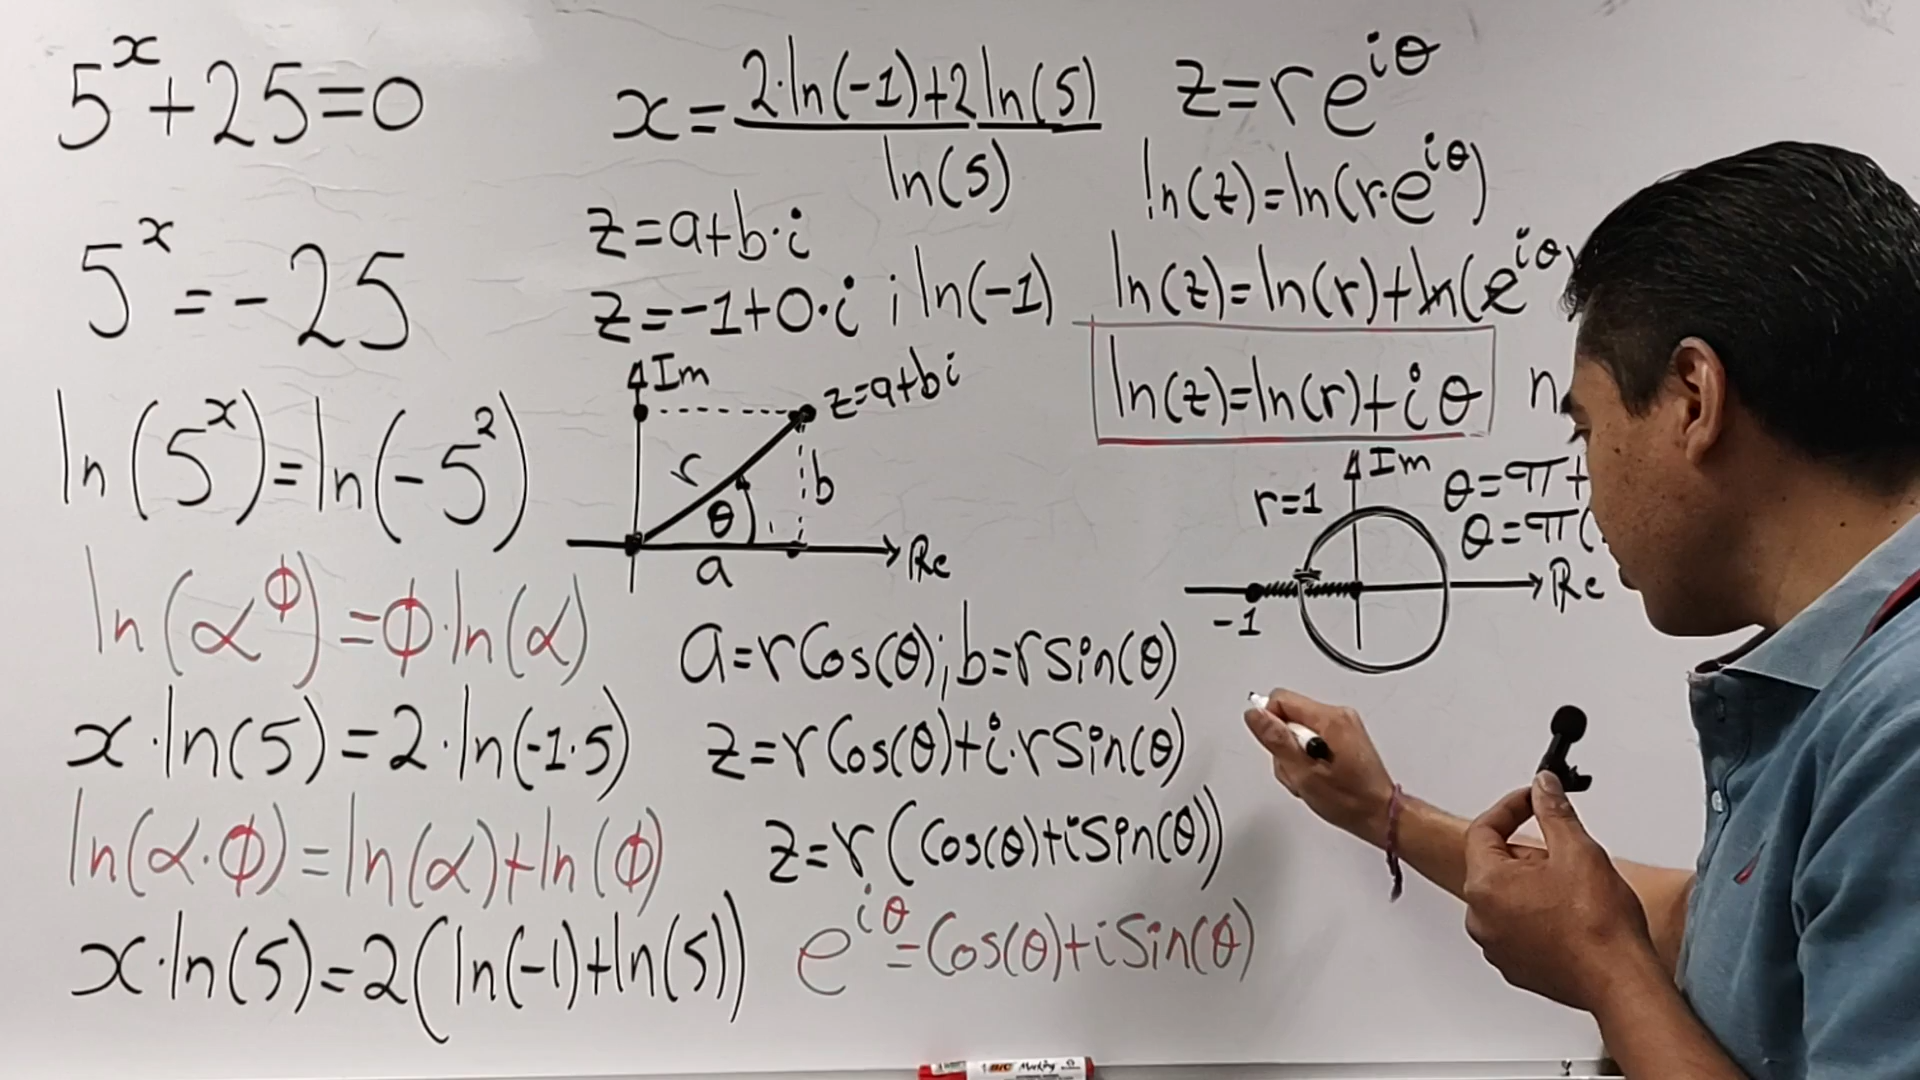 5^x+25=0
5^x=-25
ln(5^x)=ln(-5^2)
ln(α^ϕ)=ϕ·ln(α)
x·ln(5)=2·ln(-1·5)
ln(α·ϕ)=ln(α)+ln(ϕ)
x·ln(5)=2(ln(-1)+ln(5))
x=2·ln(-1)+2ln(5)
ln(5)
z=a+b·i
z=-1+0·i ; ln(-1)
Im
z=a+bi
r
b
θ
a
Re
a=rCos(θ);b=rsin(θ)
z=rCos(θ)+i·rSin(θ)
z=r(Cos(θ)+iSin(θ))
e^iθ=Cos(θ)+iSin(θ)
z=re^iθ
ln(z)=ln(r·e^iθ)
ln(z)=ln(r)+ln(e^iθ)
ln(z)=ln(r)+iθ
Im
r=1
θ=π+
θ=π(
Re
-1
BIC Marking